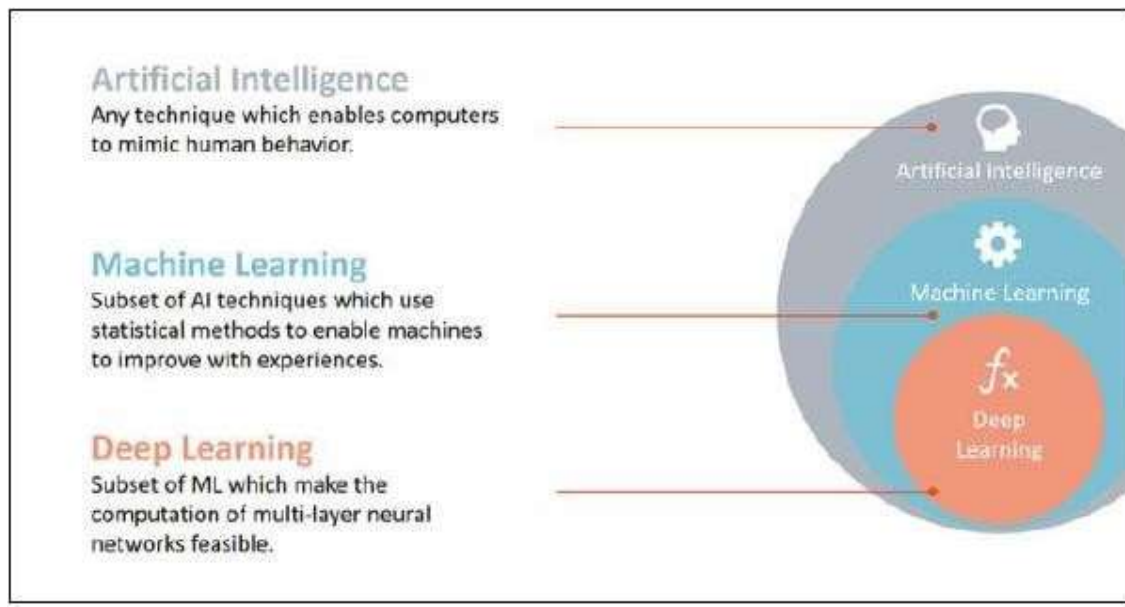 Artificial Intelligence
Any technique which enables computers
to mimic human behavior.
Machine Learning
Subset of AI techniques which use
statistical methods to enable machines
to improve with experiences.
Deep Learning
Subset of ML which make the
computation of multi-layer neural
networks feasible.
Artificial Intelligence
Machine Learning
fx
Deep
Learning